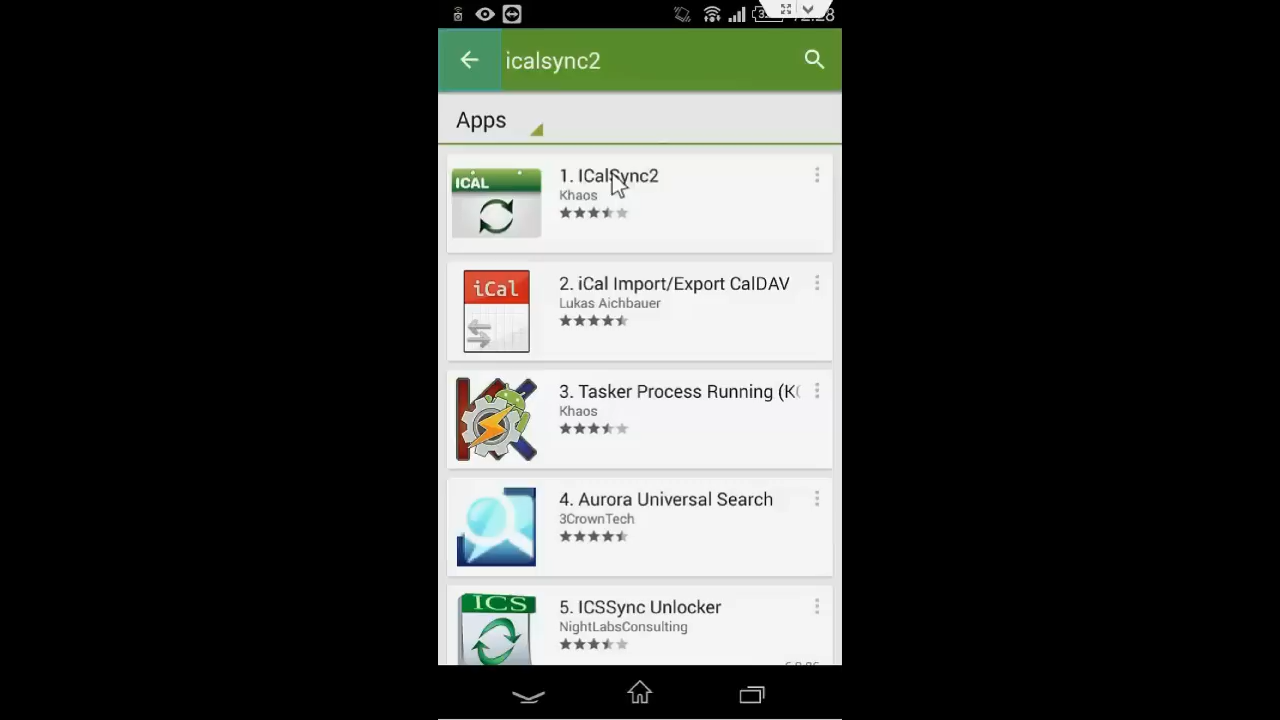 icalsync2
Apps
ICAL
1. ICalSync2
Khaos
iCal
2. iCal Import/Export CalDAV
Lukas Aichbauer
3. Tasker Process Running (K
Khaos
4. Aurora Universal Search
3CrownTech
ICS
5. ICSSync Unlocker
NightLabsConsulting